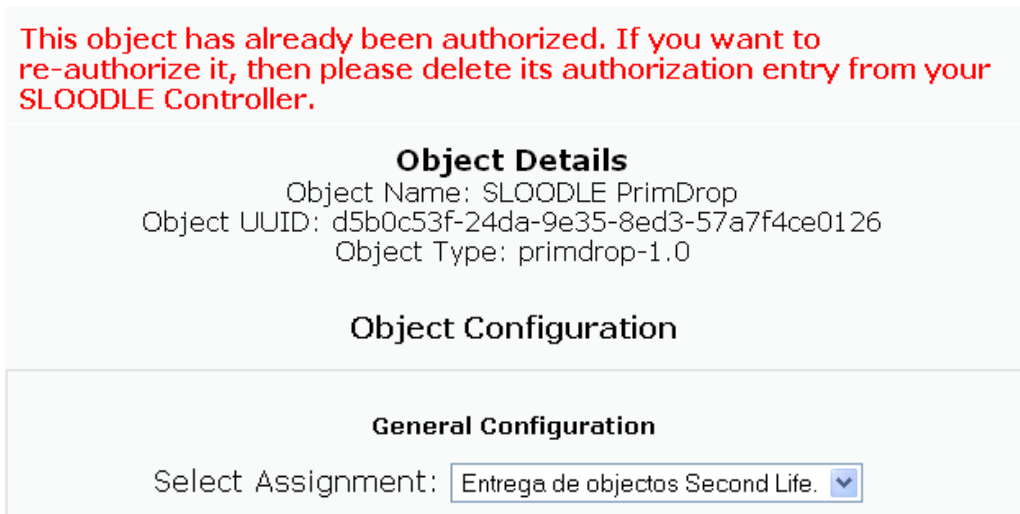 This object has already been authorized. If you want to
re-authorize it, then please delete its authorization entry from your
SLOODLE Controller.
Object Details
Object Name: SLOODLE PrimDrop
Object UUID: d5b0c53f-24da-9e35-8ed3-57a7f4ce0126
Object Type: primdrop-1.0
Object Configuration
General Configuration
Select Assignment: Entrega de objectos Second Life.